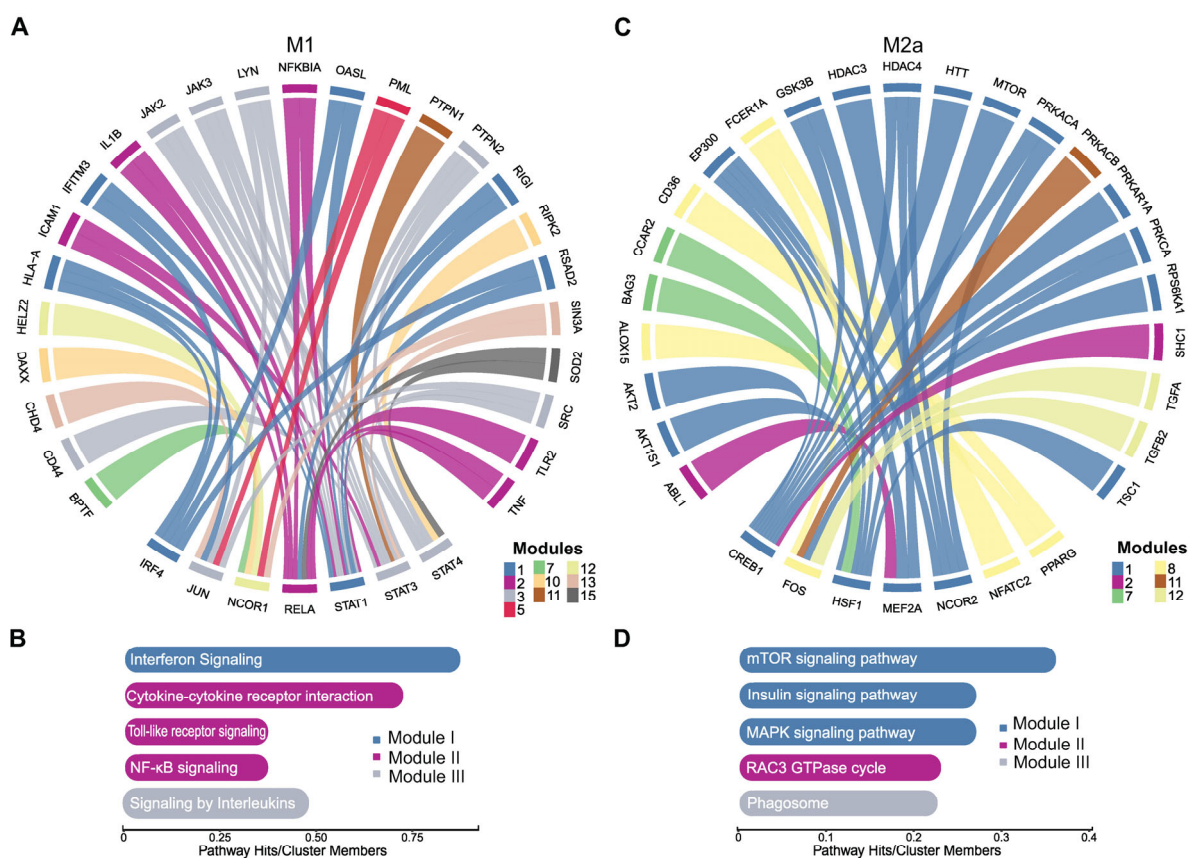 A
M1
NFKBIA
OASL
PML
PTPN1
PTPN2
RIGI
RIPK2
RSAD2
SIN3A
SOD2
SRC
TLR2
TNF
STAT4
STAT3
STAT1
RELA
NCOR1
JUN
IRF4
BPTF
CD44
CHD4
DAXX
HELZ2
HLA-A
ICAM1
IFITM3
IL1B
JAK2
JAK3
LYN
Modules
1 7 12
2 10 13
3 11 15
5
B
Interferon Signaling
Cytokine-cytokine receptor interaction
Toll-like receptor signaling
NF-κB signaling
Signaling by Interleukins
Module I
Module II
Module III
0 0.25 0.50 0.75
Pathway Hits/Cluster Members
C
M2a
HDAC4
HTT
MTOR
PRKACA
PRKACB
PRKAR1A
PRKCA
RPS6KA1
SHC1
TGFA
TGFB2
TSC1
PPARG
NFATC2
NCOR2
MEF2A
HSF1
FOS
CREB1
ABL1
AKT1S1
AKT2
ALOX15
BAG3
CCAR2
CD36
EP300
FCER1A
GSK3B
HDAC3
Modules
1 8
2 11
7 12
D
mTOR signaling pathway
Insulin signaling pathway
MAPK signaling pathway
RAC3 GTPase cycle
Phagosome
Module I
Module II
Module III
0 0.1 0.2 0.3 0.4
Pathway Hits/Cluster Members